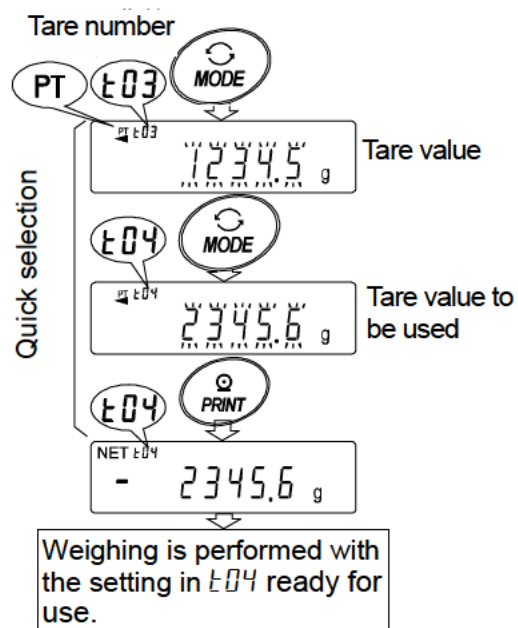 Tare number
PT
t03
MODE
PT t03
1234.5 g
Tare value
Quick selection
t04
MODE
PT t04
2345.6 g
Tare value to
be used
t04
PRINT
NET t04
- 2345.6 g
Weighing is performed with
the setting in t04 ready for
use.